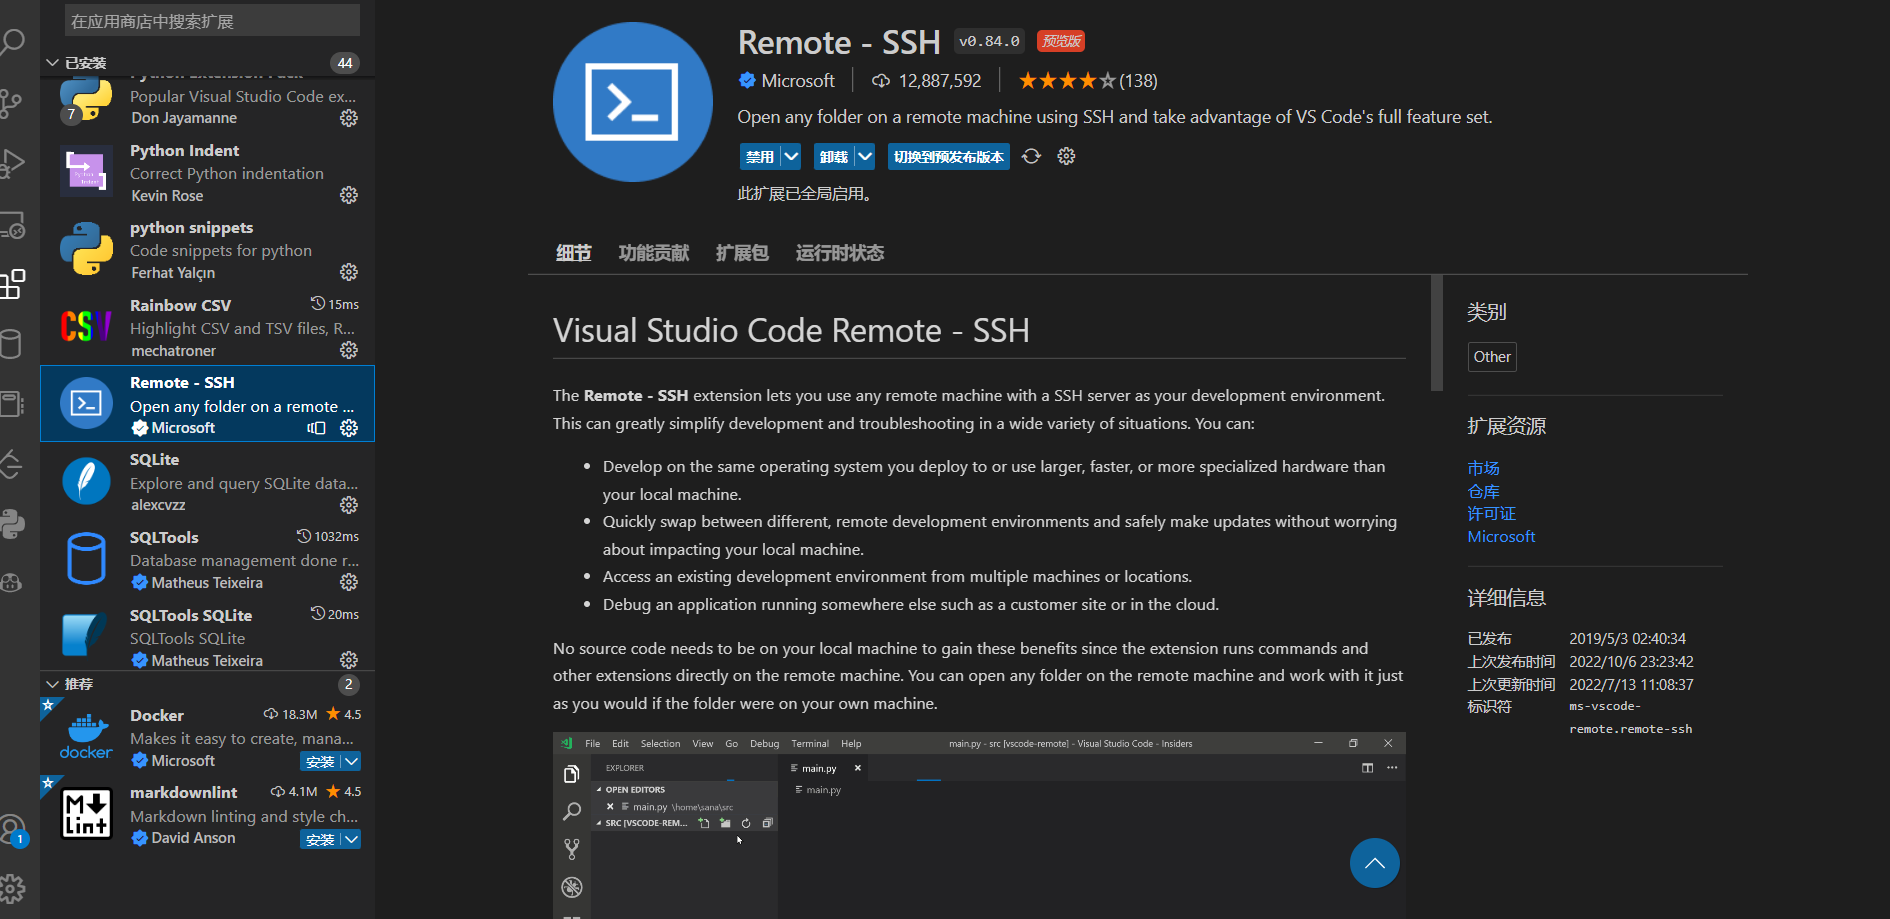 在应用商店中搜索扩展
已安装
44
Python Extension Pack
Popular Visual Studio Code ex...
7
Don Jayamanne
Python Indent
Correct Python indentation
Kevin Rose
python snippets
Code snippets for python
Ferhat Yalçın
Rainbow CSV
15ms
CSV
Highlight CSV and TSV files, R...
mechatroner
Remote - SSH
Open any folder on a remote ...
Microsoft
SQLite
Explore and query SQLite data...
alexcvzz
SQLTools
1032ms
Database management done r...
Matheus Teixeira
SQLTools SQLite
20ms
SQLTools SQLite
Matheus Teixeira
推荐
2
Docker
18.3M
4.5
Makes it easy to create, mana...
docker
Microsoft
安装
markdownlint
4.1M
4.5
M
Lint
Markdown linting and style ch...
David Anson
安装
1
Remote - SSH
v0.84.0
预览版
Microsoft
12,887,592
(138)
Open any folder on a remote machine using SSH and take advantage of VS Code's full feature set.
禁用
卸载
切换到预发布版本
此扩展已全局启用。
细节
功能贡献
扩展包
运行时状态
Visual Studio Code Remote - SSH
The Remote - SSH extension lets you use any remote machine with a SSH server as your development environment.
This can greatly simplify development and troubleshooting in a wide variety of situations. You can:
• Develop on the same operating system you deploy to or use larger, faster, or more specialized hardware than
your local machine.
• Quickly swap between different, remote development environments and safely make updates without worrying
about impacting your local machine.
• Access an existing development environment from multiple machines or locations.
• Debug an application running somewhere else such as a customer site or in the cloud.
No source code needs to be on your local machine to gain these benefits since the extension runs commands and
other extensions directly on the remote machine. You can open any folder on the remote machine and work with it just
as you would if the folder were on your own machine.
File Edit Selection View Go Debug Terminal Help
main.py - src [vscode-remote] - Visual Studio Code - Insiders
EXPLORER
main.py
OPEN EDITORS
main.py
main.py \home\sana\src
SRC [VSCODE-REM...
类别
Other
扩展资源
市场
仓库
许可证
Microsoft
详细信息
已发布 2019/5/3 02:40:34
上次发布时间 2022/10/6 23:23:42
上次更新时间 2022/7/13 11:08:37
标识符 ms-vscode-
remote.remote-ssh